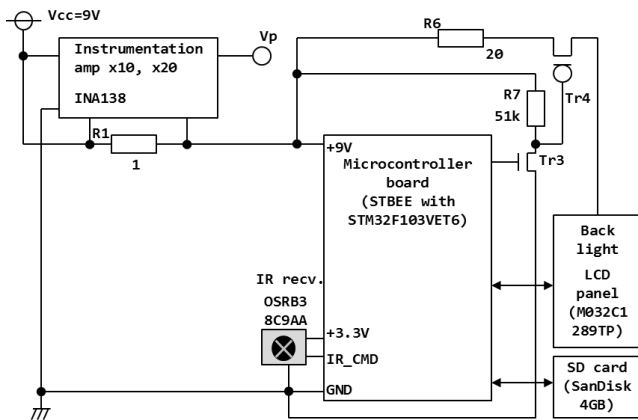 Vcc=9V
Instrumentation
amp x10, x20
INA138
Vp
R1
1
R6
20
R7
51k
Tr4
Tr3
+9V
Microcontroller
board
(STBEE with
STM32F103VET6)
IR recv.
OSRB3
8C9AA
+3.3V
IR_CMD
GND
Back
light
LCD
panel
(M032C1
289TP)
SD card
(SanDisk
4GB)